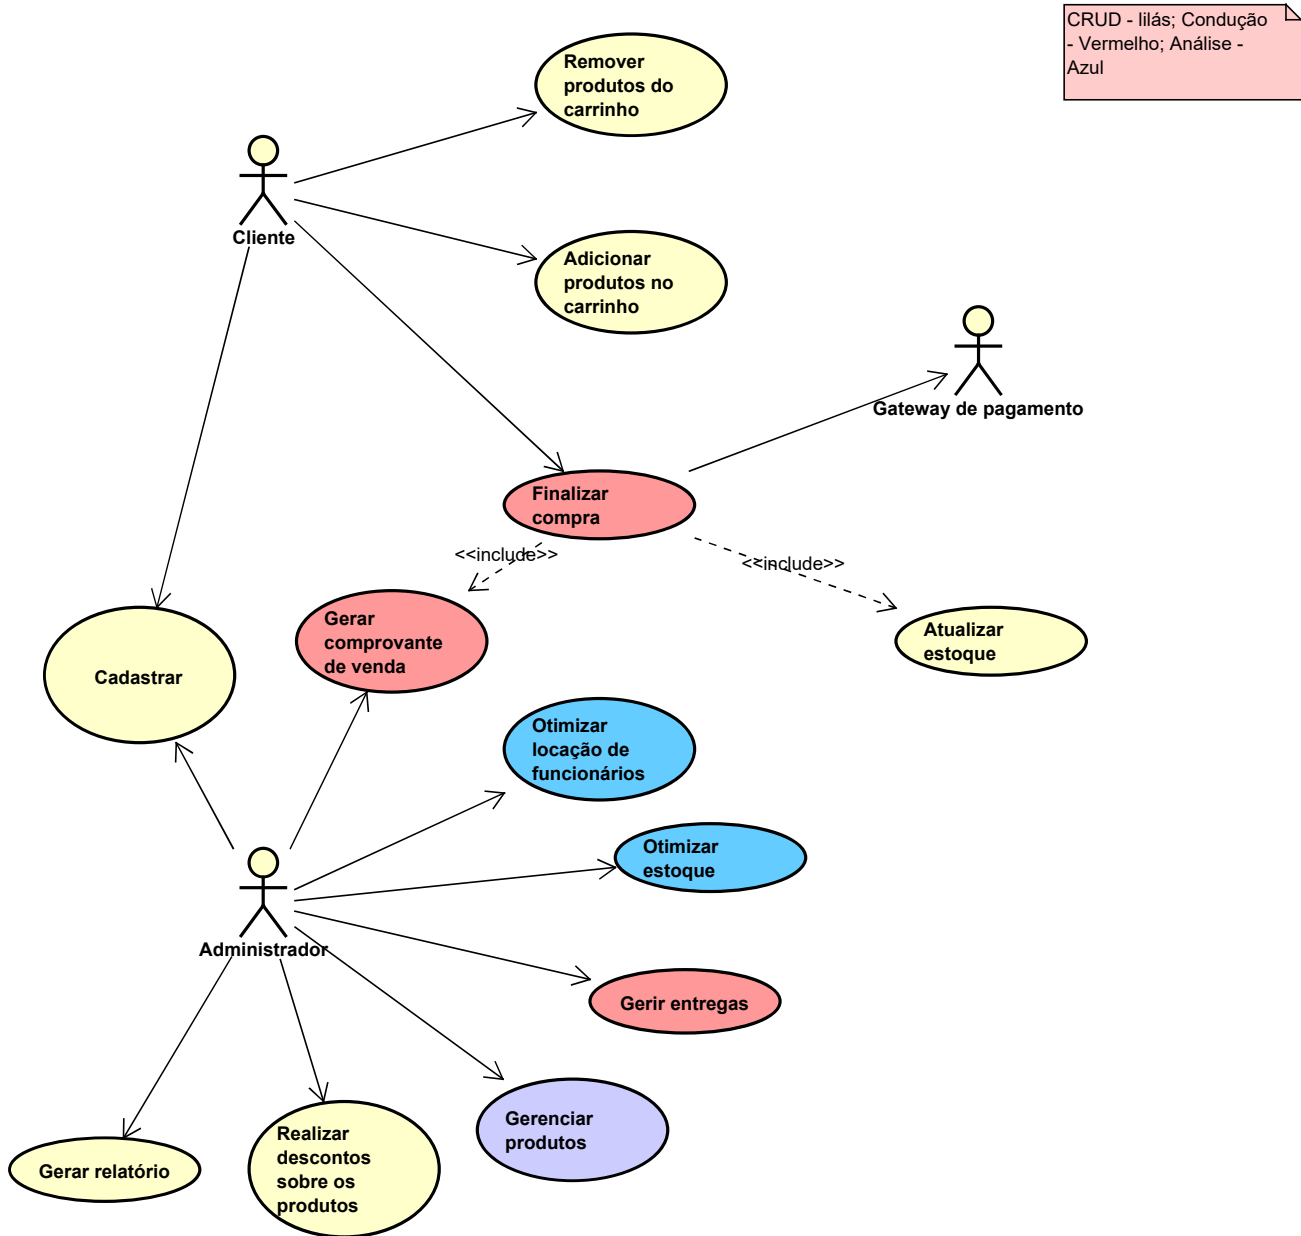 CRUD - lilás; Condução
- Vermelho; Análise -
Azul
Remover
produtos do
carrinho
Cliente
Adicionar
produtos no
carrinho
Gateway de pagamento
Finalizar
compra
<<include>>
<<include>>
Gerar
comprovante
de venda
Atualizar
estoque
Cadastrar
Otimizar
locação de
funcionários
Otimizar
estoque
Administrador
Gerir entregas
Gerenciar
produtos
Realizar
descontos
sobre os
produtos
Gerar relatório